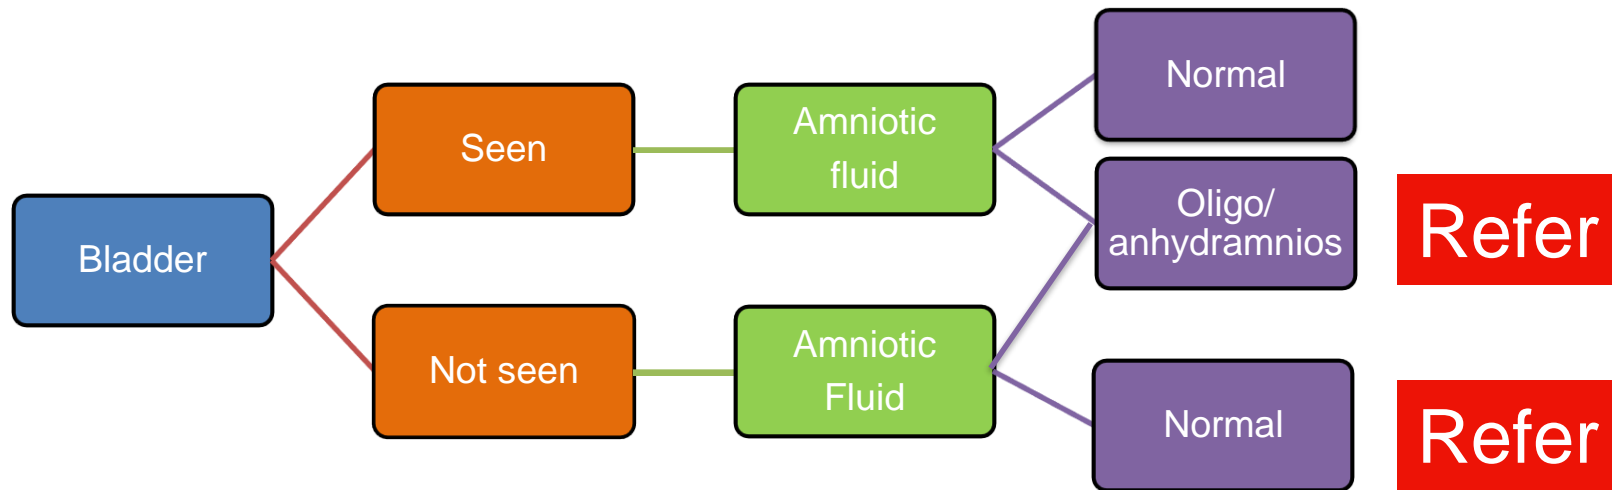 Bladder
Seen
Not seen
Amniotic
fluid
Amniotic
Fluid
Normal
Oligo/
anhydramnios
Normal
Refer
Refer